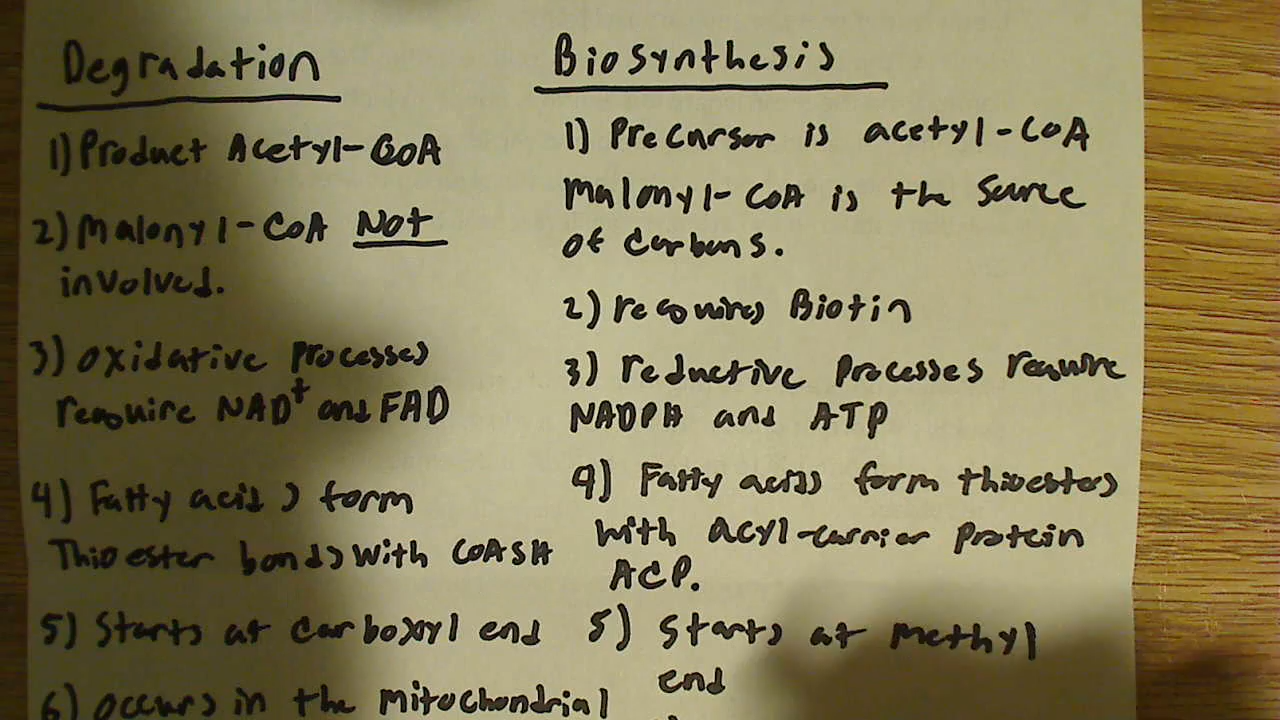 Degradation
1) Product Acetyl-CoA
2) Malonyl-CoA Not
involved.
3) oxidative processes
require NAD+ and FAD
4) Fatty acids form
Thioester bonds with CoASH
5) Starts at carboxyl end
6) occurs in the mitochondrial
Biosynthesis
1) Precursor is acetyl-CoA
Malonyl-CoA is the source
of carbons.
2) requires Biotin
3) reductive processes require
NADPH and ATP
4) Fatty acids form thioesters
with acyl-carrier protein
ACP.
5) Starts at Methyl
end